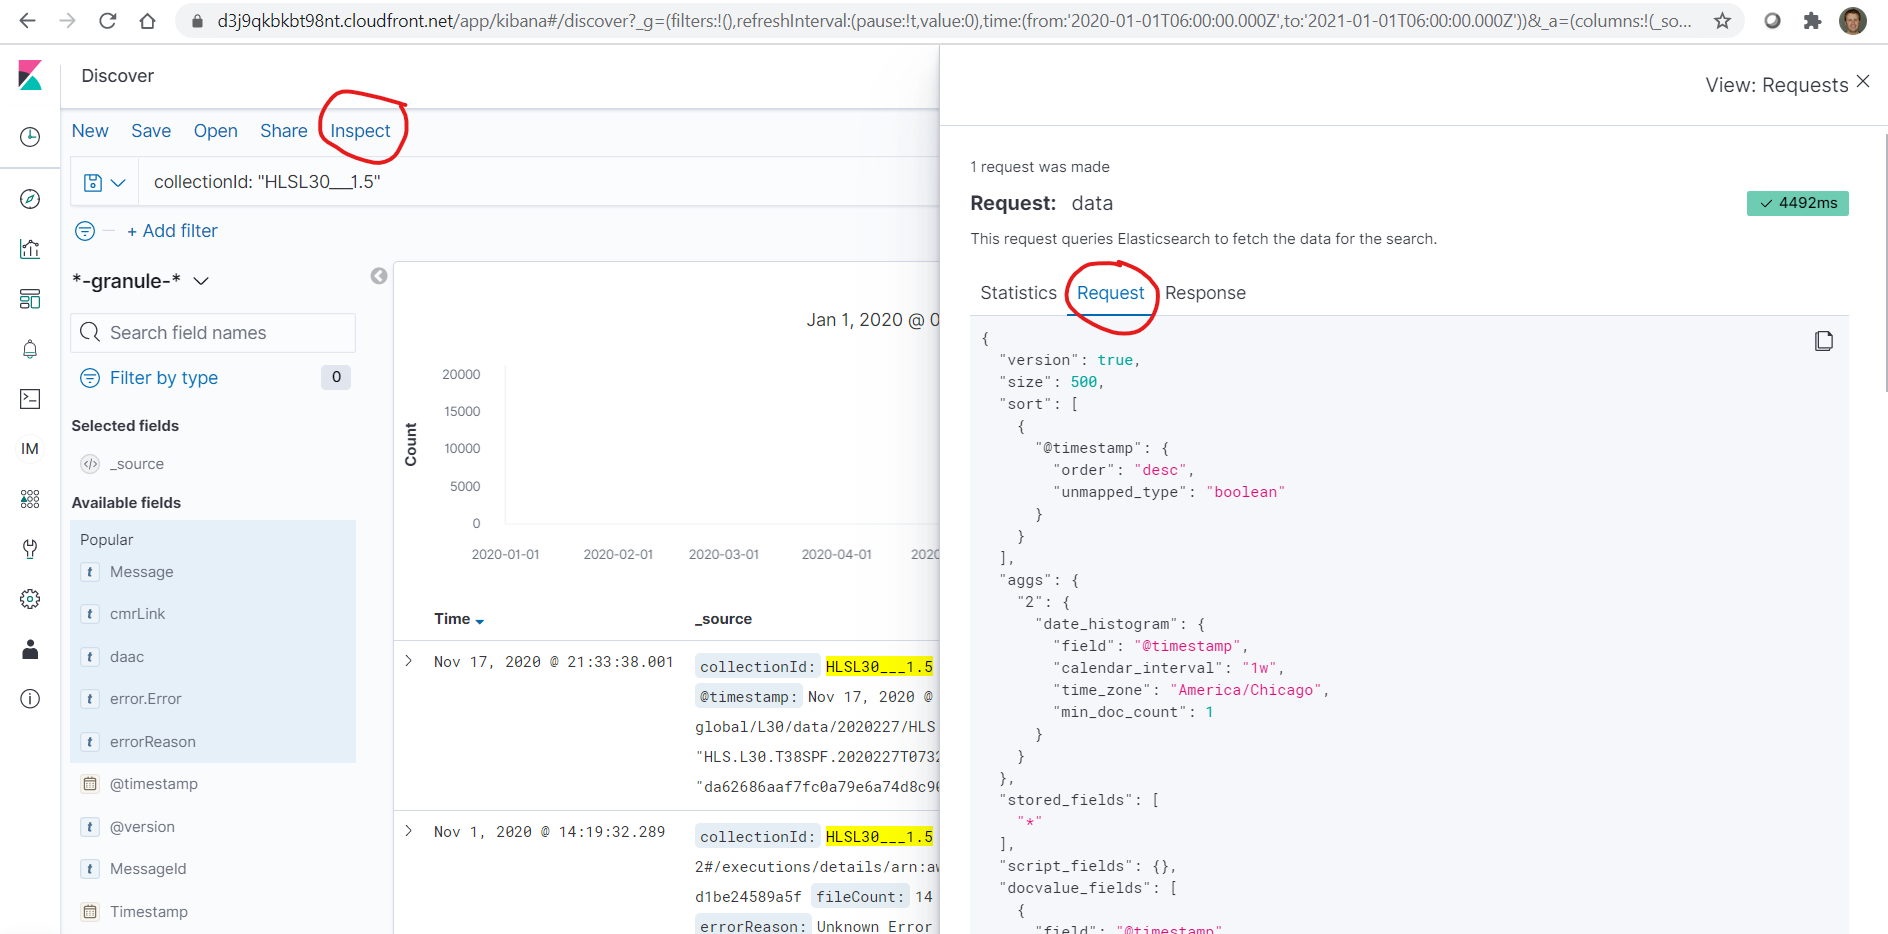 d3j9qkbkbt98nt.cloudfront.net/app/kibana#/discover?_g=(filters:!(),refreshInterval:(pause:!t,value:0),time:(from:'2020-01-01T06:00:00.000Z',to:'2021-01-01T06:00:00.000Z'))&_a=(columns:!(_so...
Discover
New Save Open Share Inspect
collectionId: "HLSL30___1.5"
+ Add filter
*-granule-*
Search field names
Filter by type 0
Selected fields
</> _source
Available fields
Popular
t Message
t cmrLink
t daac
t error.Error
t errorReason
@timestamp
t @version
t MessageId
Timestamp
IM
Jan 1, 2020 @ 0
Count
20000
15000
10000
5000
0
2020-01-01 2020-02-01 2020-03-01 2020-04-01 2020
Time _source
Nov 17, 2020 @ 21:33:38.001 collectionId: HLSL30___1.5
@timestamp: Nov 17, 2020 @
global/L30/data/2020227/HLS
"HLS.L30.T38SPF.2020227T0732
"da62686aaf7fc0a79e6a74d8c90
Nov 1, 2020 @ 14:19:32.289 collectionId: HLSL30___1.5
2#/executions/details/arn:aw
d1be24589a5f fileCount: 14
errorReason: Unknown Error
View: Requests
1 request was made
Request: data
4492ms
This request queries Elasticsearch to fetch the data for the search.
Statistics Request Response
{
"version": true,
"size": 500,
"sort": [
{
"@timestamp": {
"order": "desc",
"unmapped_type": "boolean"
}
}
],
"aggs": {
"2": {
"date_histogram": {
"field": "@timestamp",
"calendar_interval": "1w",
"time_zone": "America/Chicago",
"min_doc_count": 1
}
}
},
"stored_fields": [
"*"
],
"script_fields": {},
"docvalue_fields": [
{
"field": "@timestamp",